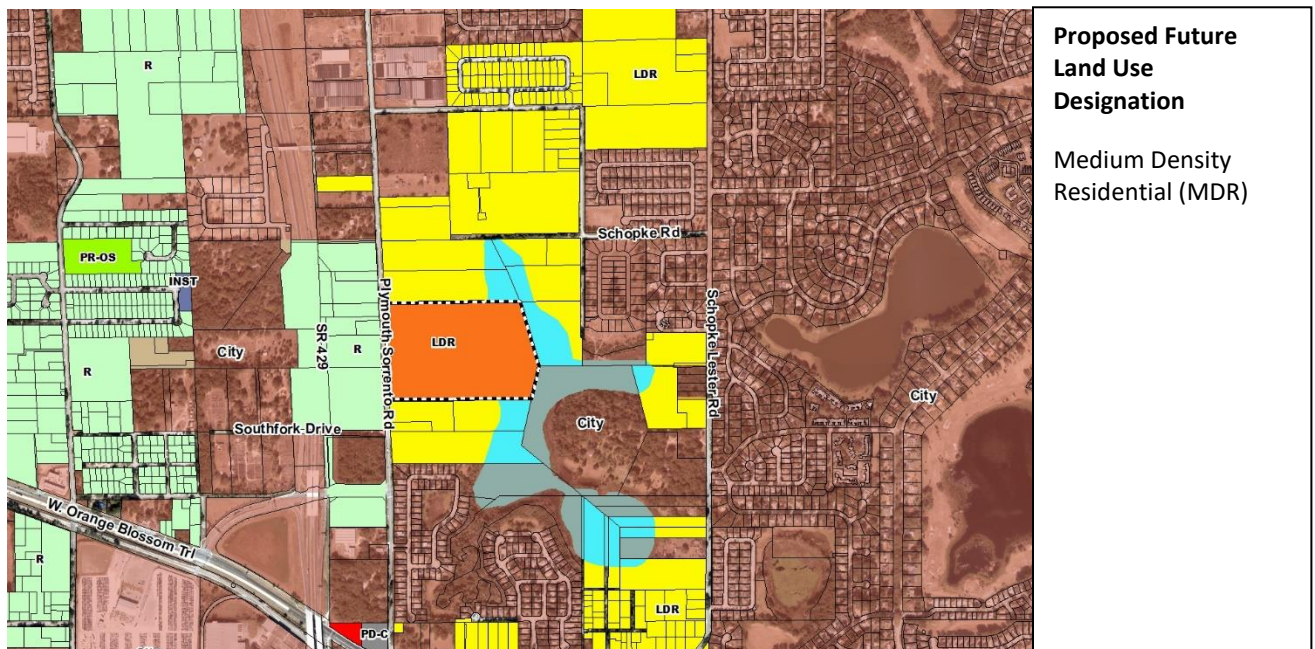 Proposed Future
Land Use
Designation
Medium Density
Residential (MDR)
R
LDR
Schopke Rd
PR-OS
INST
Plymouth Sorrento Rd
SR 429
Schopke Lester Rd
LDR
R
City
R
City
City
Southfork Drive
W. Orange Blossom Trl
R
LDR
PD-C